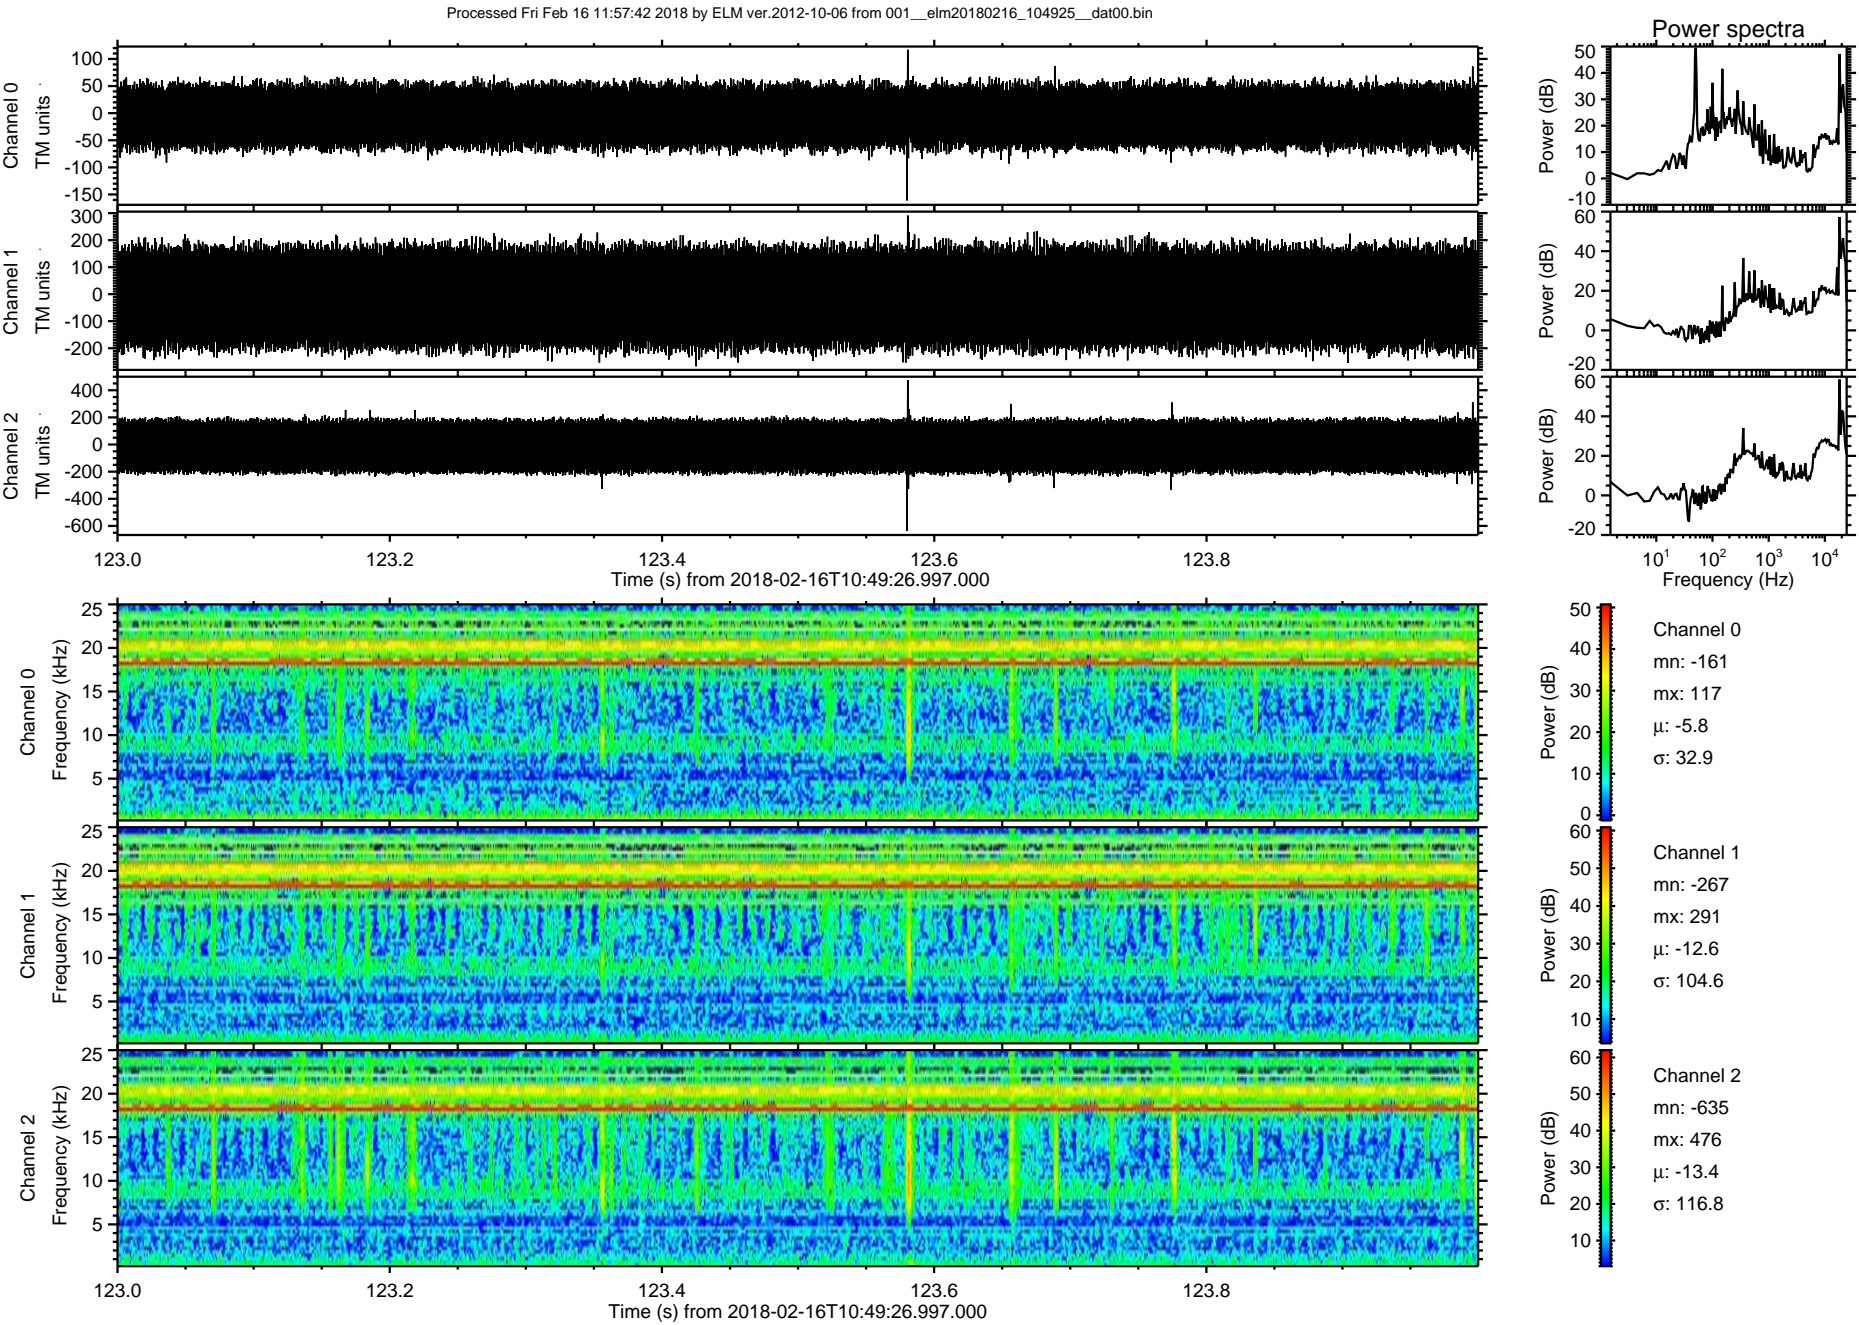 Processed Fri Feb 16 11:57:42 2018 by ELM ver.2012-10-06 from 001__elm20180216_104925__dat00.bin
Power spectra
Channel 0
TM units
100
50
0
-50
-100
-150
Power (dB)
50
40
30
20
10
0
-10
Channel 1
TM units
300
200
100
0
-100
-200
Power (dB)
60
40
20
0
-20
Channel 2
TM units
400
200
0
-200
-400
-600
Power (dB)
60
40
20
0
-20
123.0 123.2 123.4 123.6 123.8
Time (s) from 2018-02-16T10:49:26.997.000
10¹ 10² 10³ 10⁴
Frequency (Hz)
Channel 0
Frequency (kHz)
25
20
15
10
5
Power (dB)
50
40
30
20
10
0
Channel 0
mn: -161
mx: 117
μ: -5.8
σ: 32.9
Channel 1
Frequency (kHz)
25
20
15
10
5
Power (dB)
60
50
40
30
20
10
Channel 1
mn: -267
mx: 291
μ: -12.6
σ: 104.6
Channel 2
Frequency (kHz)
25
20
15
10
5
Power (dB)
60
50
40
30
20
10
Channel 2
mn: -635
mx: 476
μ: -13.4
σ: 116.8
123.0 123.2 123.4 123.6 123.8
Time (s) from 2018-02-16T10:49:26.997.000